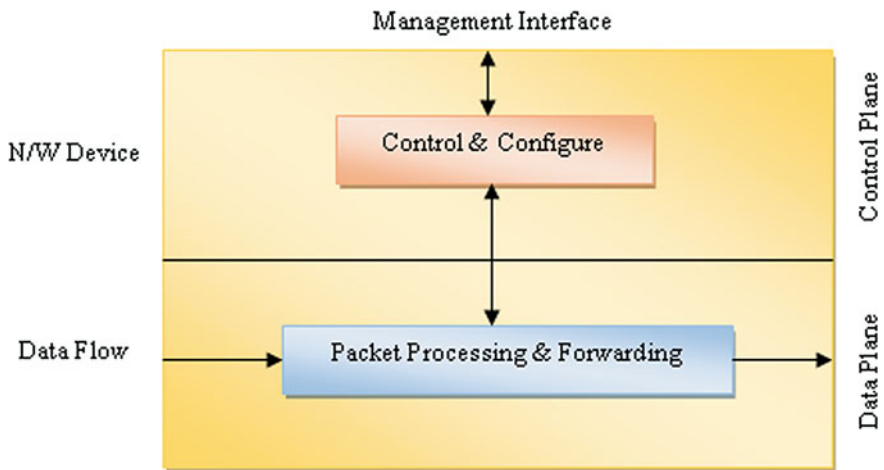 Management Interface
N/W Device
Control & Configure
Control Plane
Data Flow
Packet Processing & Forwarding
Data Plane